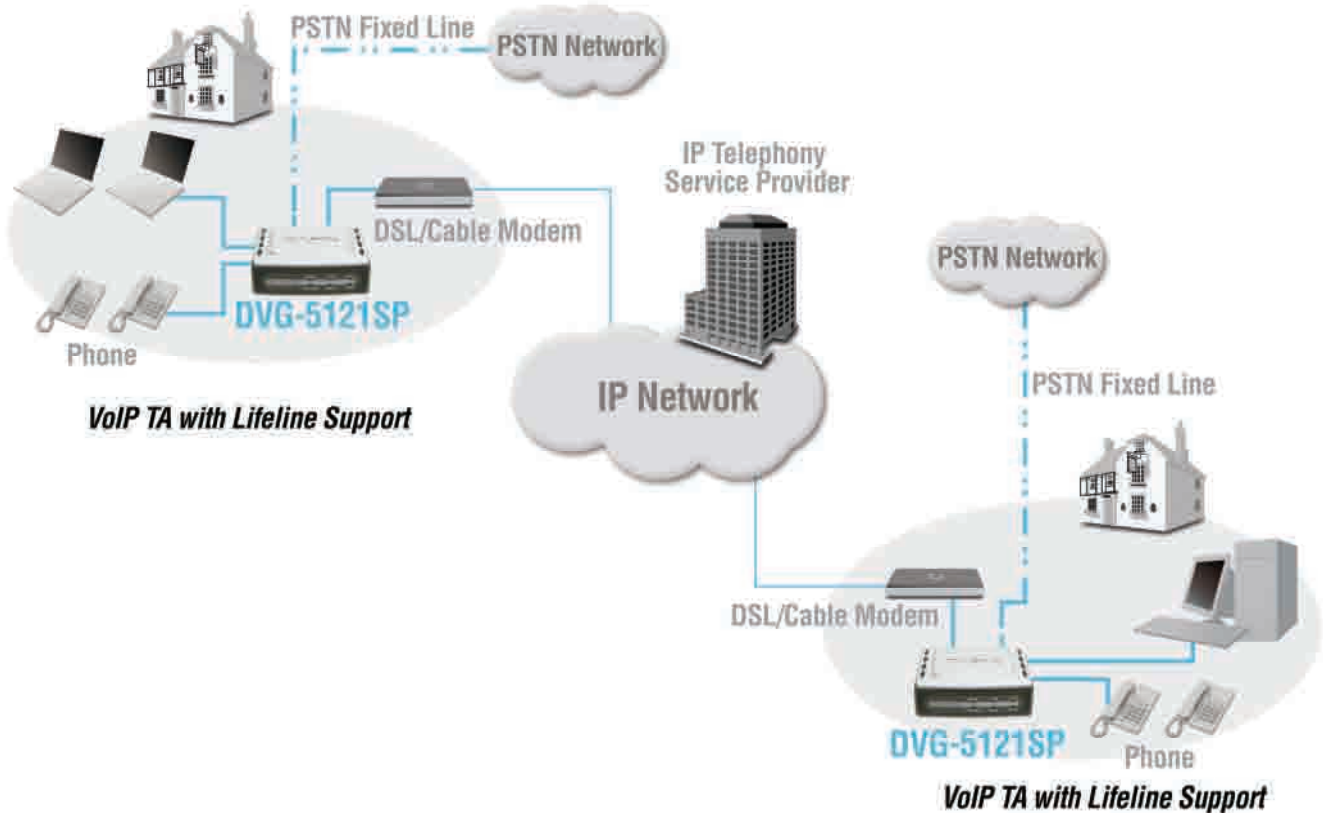 PSTN Fixed Line
PSTN Network
IP Telephony
Service Provider
DSL/Cable Modem
DVG-5121SP
Phone
VoIP TA with Lifeline Support
IP Network
PSTN Network
PSTN Fixed Line
DSL/Cable Modem
DVG-5121SP
Phone
VoIP TA with Lifeline Support